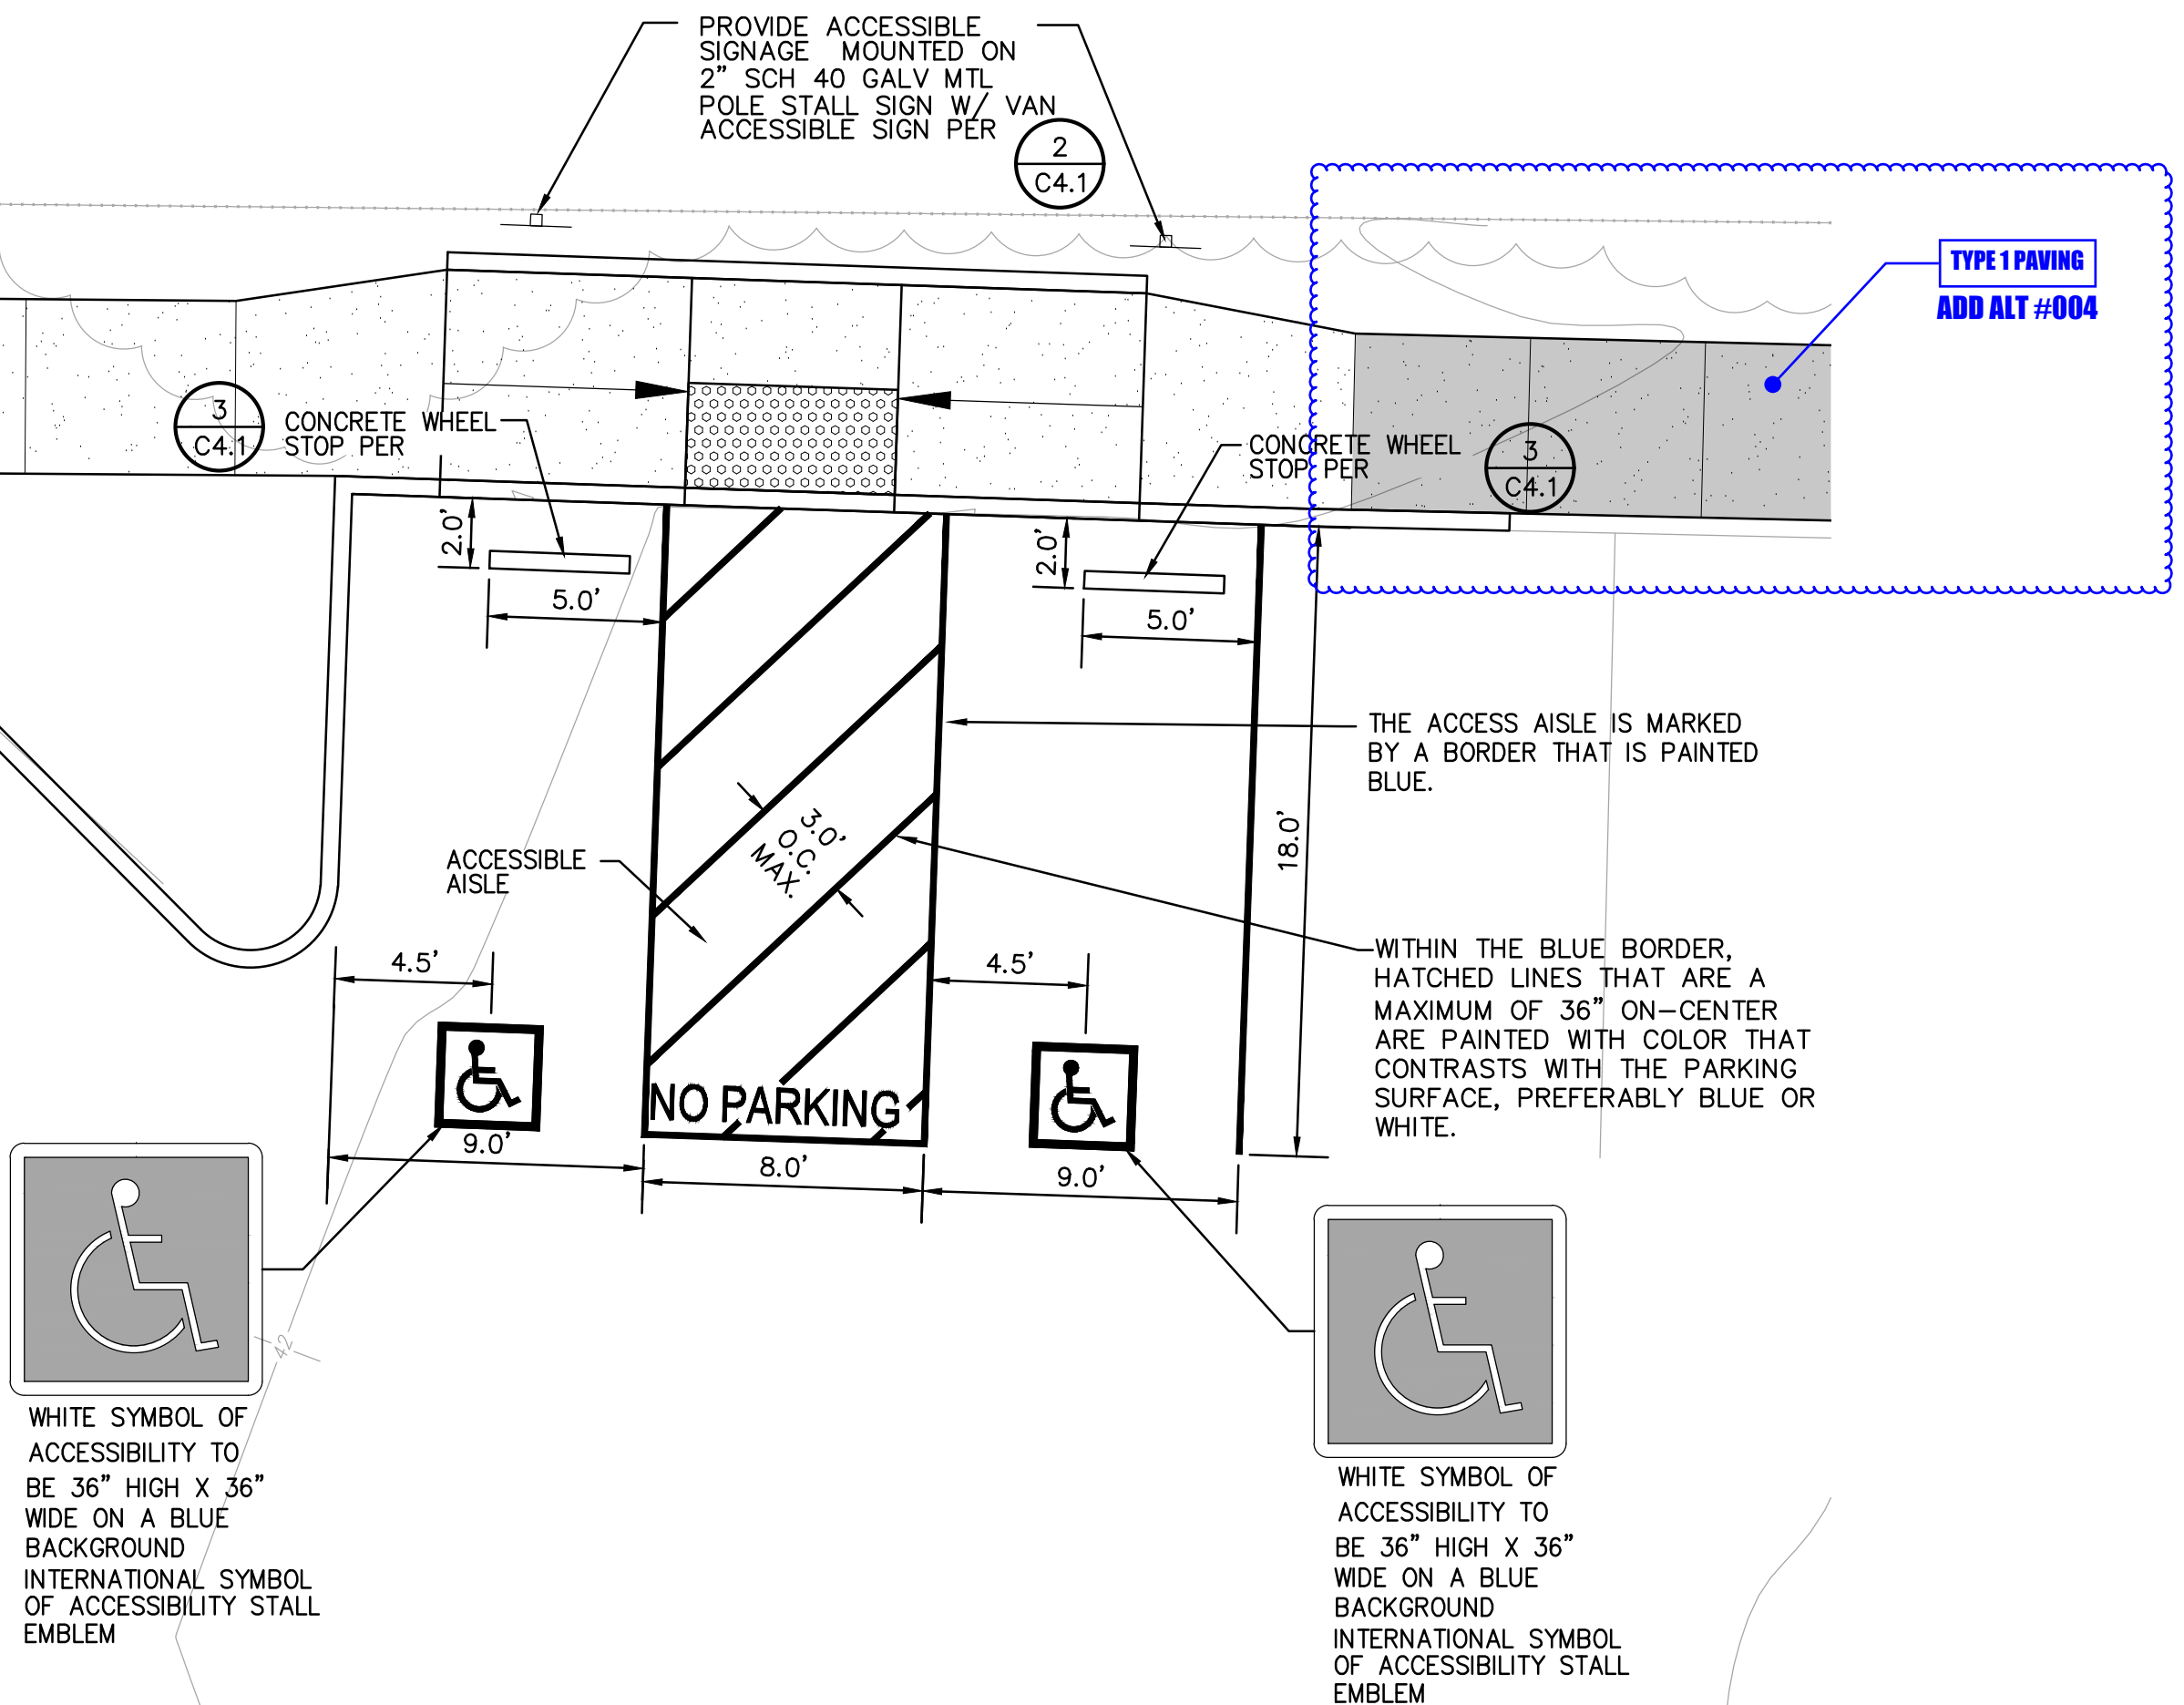 PROVIDE ACCESSIBLE
SIGNAGE MOUNTED ON
2" SCH 40 GALV MTL
POLE STALL SIGN W/ VAN
ACCESSIBLE SIGN PER
2
C4.1
TYPE 1 PAVING
ADD ALT #004
3
C4.1
CONCRETE WHEEL
STOP PER
CONCRETE WHEEL
STOP PER
3
C4.1
2.0'
5.0'
2.0'
5.0'
THE ACCESS AISLE IS MARKED
BY A BORDER THAT IS PAINTED
BLUE.
3.0'
O.C.
MAX.
18.0'
ACCESSIBLE
AISLE
WITHIN THE BLUE BORDER,
HATCHED LINES THAT ARE A
MAXIMUM OF 36" ON-CENTER
ARE PAINTED WITH COLOR THAT
CONTRASTS WITH THE PARKING
SURFACE, PREFERABLY BLUE OR
WHITE.
4.5'
4.5'
NO PARKING
9.0'
8.0'
9.0'
42
WHITE SYMBOL OF
ACCESSIBILITY TO
BE 36" HIGH X 36"
WIDE ON A BLUE
BACKGROUND
INTERNATIONAL SYMBOL
OF ACCESSIBILITY STALL
EMBLEM
WHITE SYMBOL OF
ACCESSIBILITY TO
BE 36" HIGH X 36"
WIDE ON A BLUE
BACKGROUND
INTERNATIONAL SYMBOL
OF ACCESSIBILITY STALL
EMBLEM